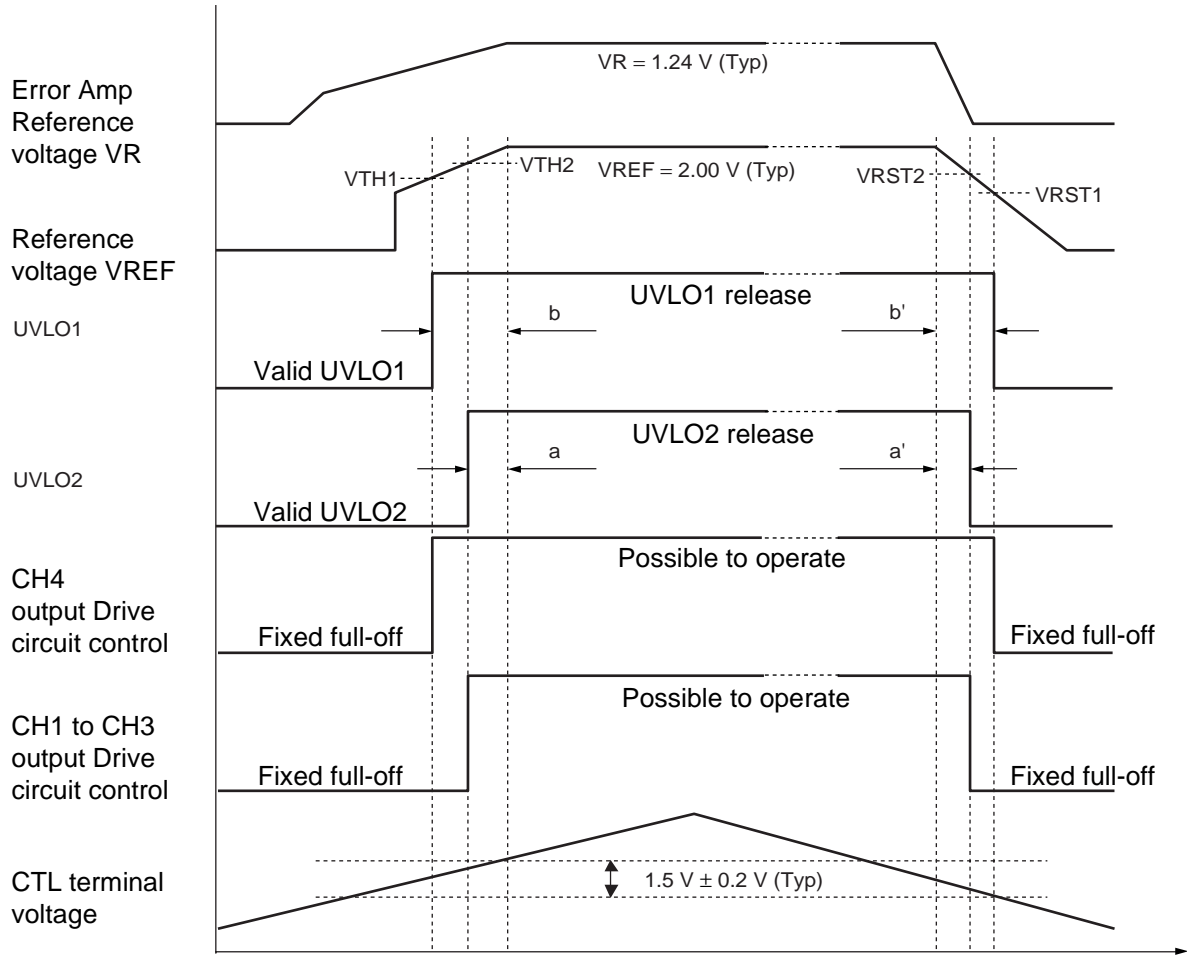 Error Amp
Reference
voltage VR
VR = 1.24 V (Typ)
VTH1
VTH2
VREF = 2.00 V (Typ)
VRST2
VRST1
Reference
voltage VREF
UVLO1 release
UVLO1
b
b'
Valid UVLO1
UVLO2 release
UVLO2
a
a'
Valid UVLO2
Possible to operate
CH4
output Drive
circuit control
Fixed full-off
Fixed full-off
Possible to operate
CH1 to CH3
output Drive
circuit control
Fixed full-off
Fixed full-off
CTL terminal
voltage
1.5 V ± 0.2 V (Typ)